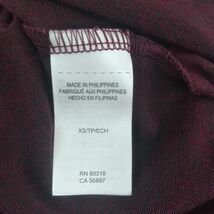 MADE IN PHILIPPINES
FABRIQUÉ AUX PHILIPPINES
HECHO EN FILIPINAS
XS/TP/ECH
RN 80318
CA 56897